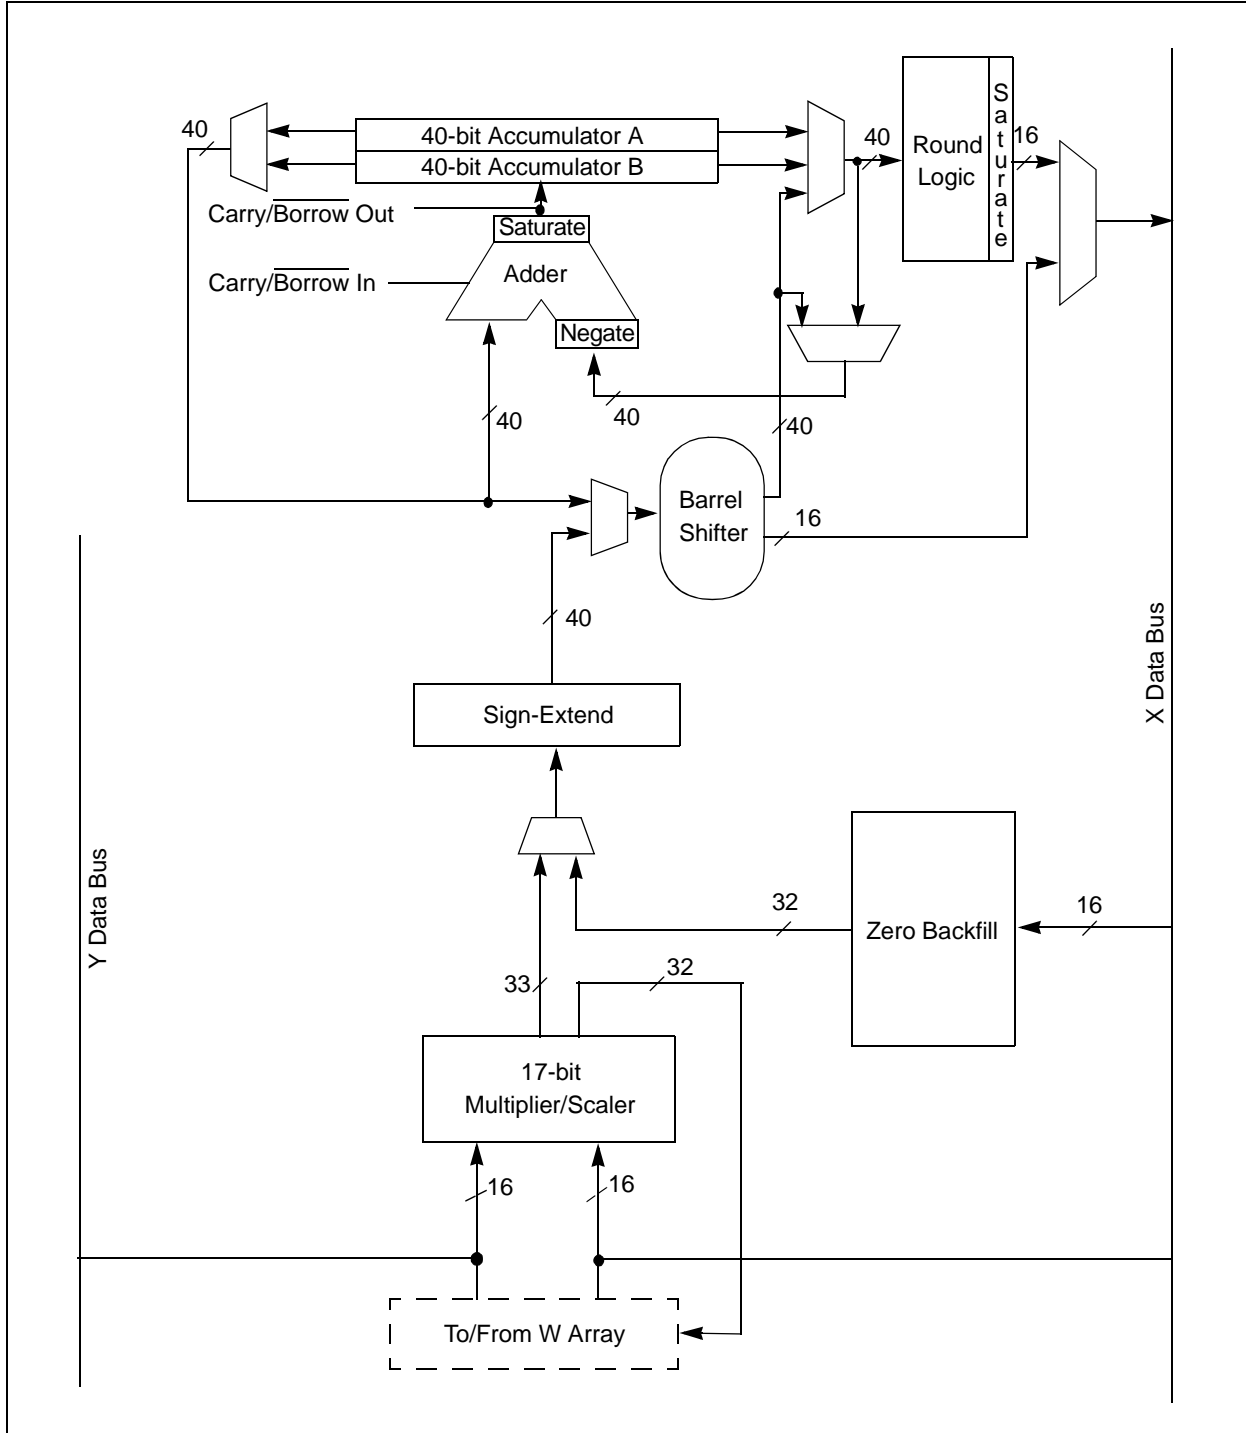 40
40-bit Accumulator A
40-bit Accumulator B
40
Round
Logic
Saturate
16
Carry/Borrow Out
Saturate
Carry/Borrow In
Adder
Negate
40
40
40
Barrel
Shifter
16
40
X Data Bus
Sign-Extend
Y Data Bus
32
Zero Backfill
16
33
32
17-bit
Multiplier/Scaler
16
16
To/From W Array